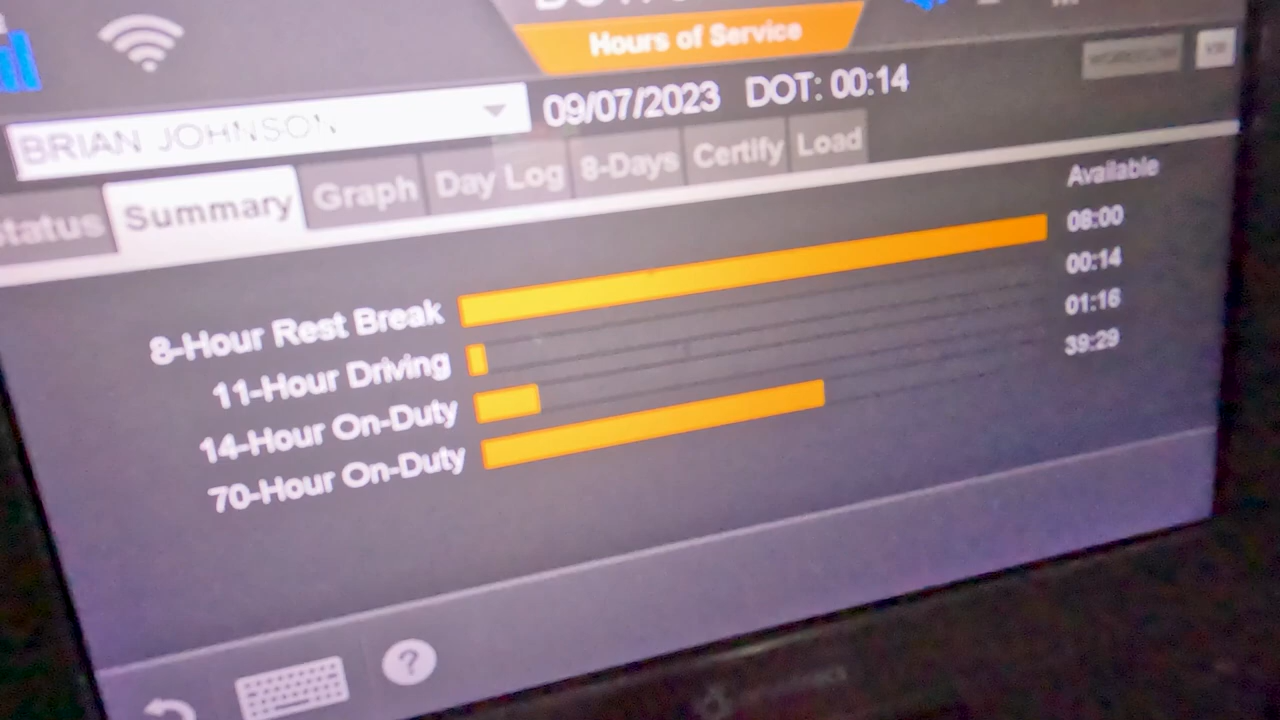 Hours of Service
BRIAN JOHNSON
09/07/2023 DOT: 00:14
Status Summary Graph Day Log 8-Days Certify Load
Available
8-Hour Rest Break 08:00
11-Hour Driving 00:14
14-Hour On-Duty 01:16
70-Hour On-Duty 39:29
?